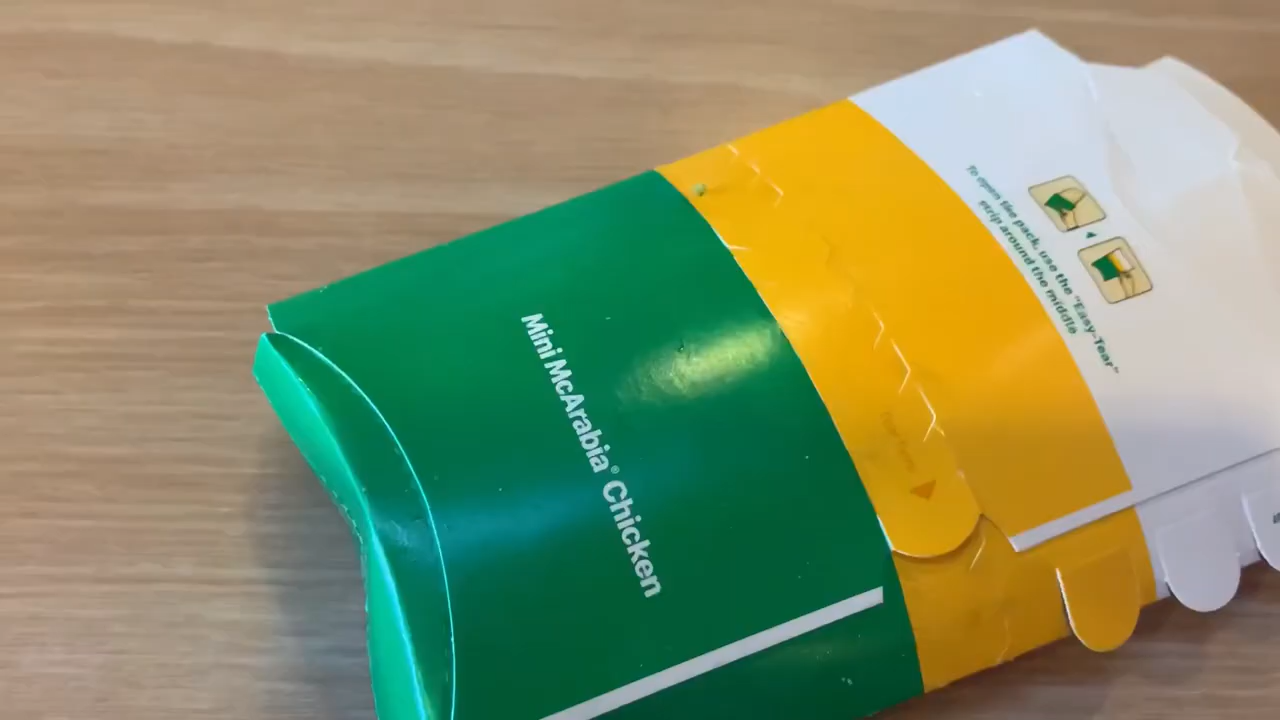 Mini McArabia® Chicken
To open the pack, use the "Easy-Tear"
strip around the middle